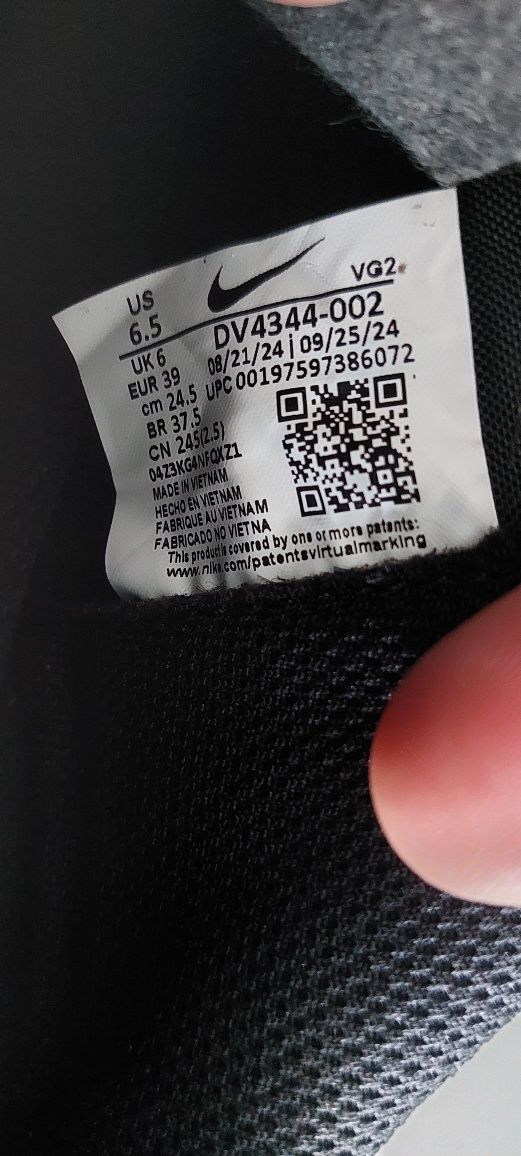 VG2
US
6.5
DV4344-002
UK 6
08/21/24 | 09/25/24
EUR 39
UPC 00197597386072
cm 24.5
BR 37.5
CN 245(2.5)
04Z3KG4NFQXZ1
MADE IN VIETNAM
HECHO EN VIETNAM
FABRIQUE AU VIETNAM
FABRICADO NO VIETNA
This product is covered by one or more patents:
www.nike.com/patentsvirtualmarking